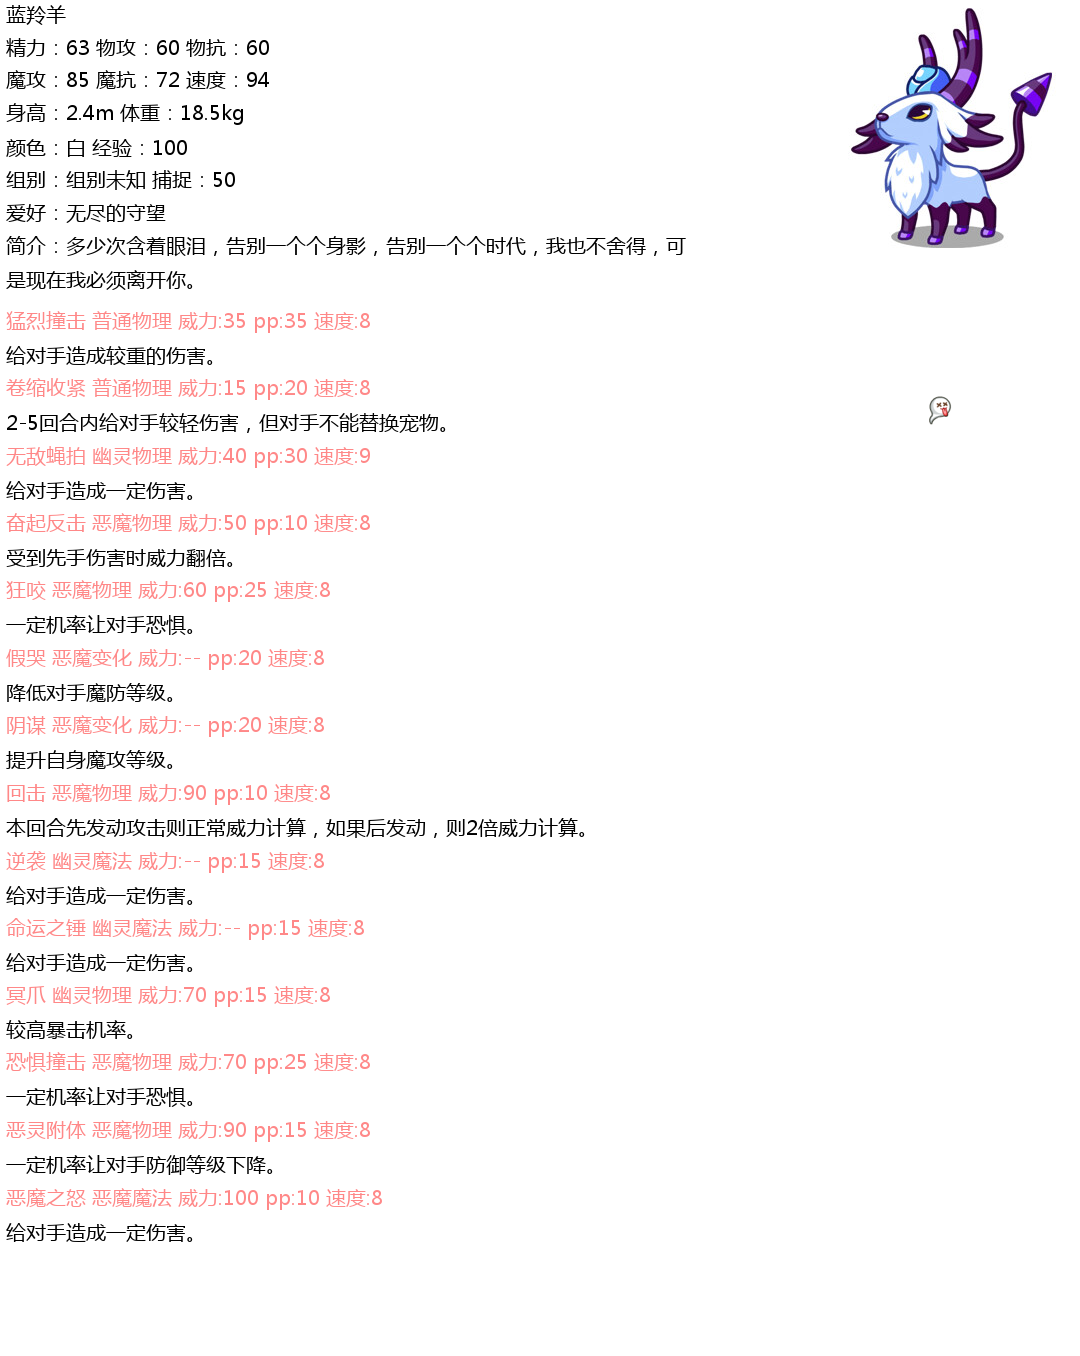 蓝羚羊
精力：63 物攻：60 物抗：60
魔攻：85 魔抗：72 速度：94
身高：2.4m 体重：18.5kg
颜色：白 经验：100
组别：组别未知 捕捉：50
爱好：无尽的守望
简介：多少次含着眼泪，告别一个个身影，告别一个个时代，我也不舍得，可
是现在我必须离开你。
猛烈撞击 普通物理 威力:35 pp:35 速度:8
给对手造成较重的伤害。
卷缩收紧 普通物理 威力:15 pp:20 速度:8
2-5回合内给对手较轻伤害，但对手不能替换宠物。
无敌蝇拍 幽灵物理 威力:40 pp:30 速度:9
给对手造成一定伤害。
奋起反击 恶魔物理 威力:50 pp:10 速度:8
受到先手伤害时威力翻倍。
狂咬 恶魔物理 威力:60 pp:25 速度:8
一定机率让对手恐惧。
假哭 恶魔变化 威力:-- pp:20 速度:8
降低对手魔防等级。
阴谋 恶魔变化 威力:-- pp:20 速度:8
提升自身魔攻等级。
回击 恶魔物理 威力:90 pp:10 速度:8
本回合先发动攻击则正常威力计算，如果后发动，则2倍威力计算。
逆袭 幽灵魔法 威力:-- pp:15 速度:8
给对手造成一定伤害。
命运之锤 幽灵魔法 威力:-- pp:15 速度:8
给对手造成一定伤害。
冥爪 幽灵物理 威力:70 pp:15 速度:8
较高暴击机率。
恐惧撞击 恶魔物理 威力:70 pp:25 速度:8
一定机率让对手恐惧。
恶灵附体 恶魔物理 威力:90 pp:15 速度:8
一定机率让对手防御等级下降。
恶魔之怒 恶魔魔法 威力:100 pp:10 速度:8
给对手造成一定伤害。